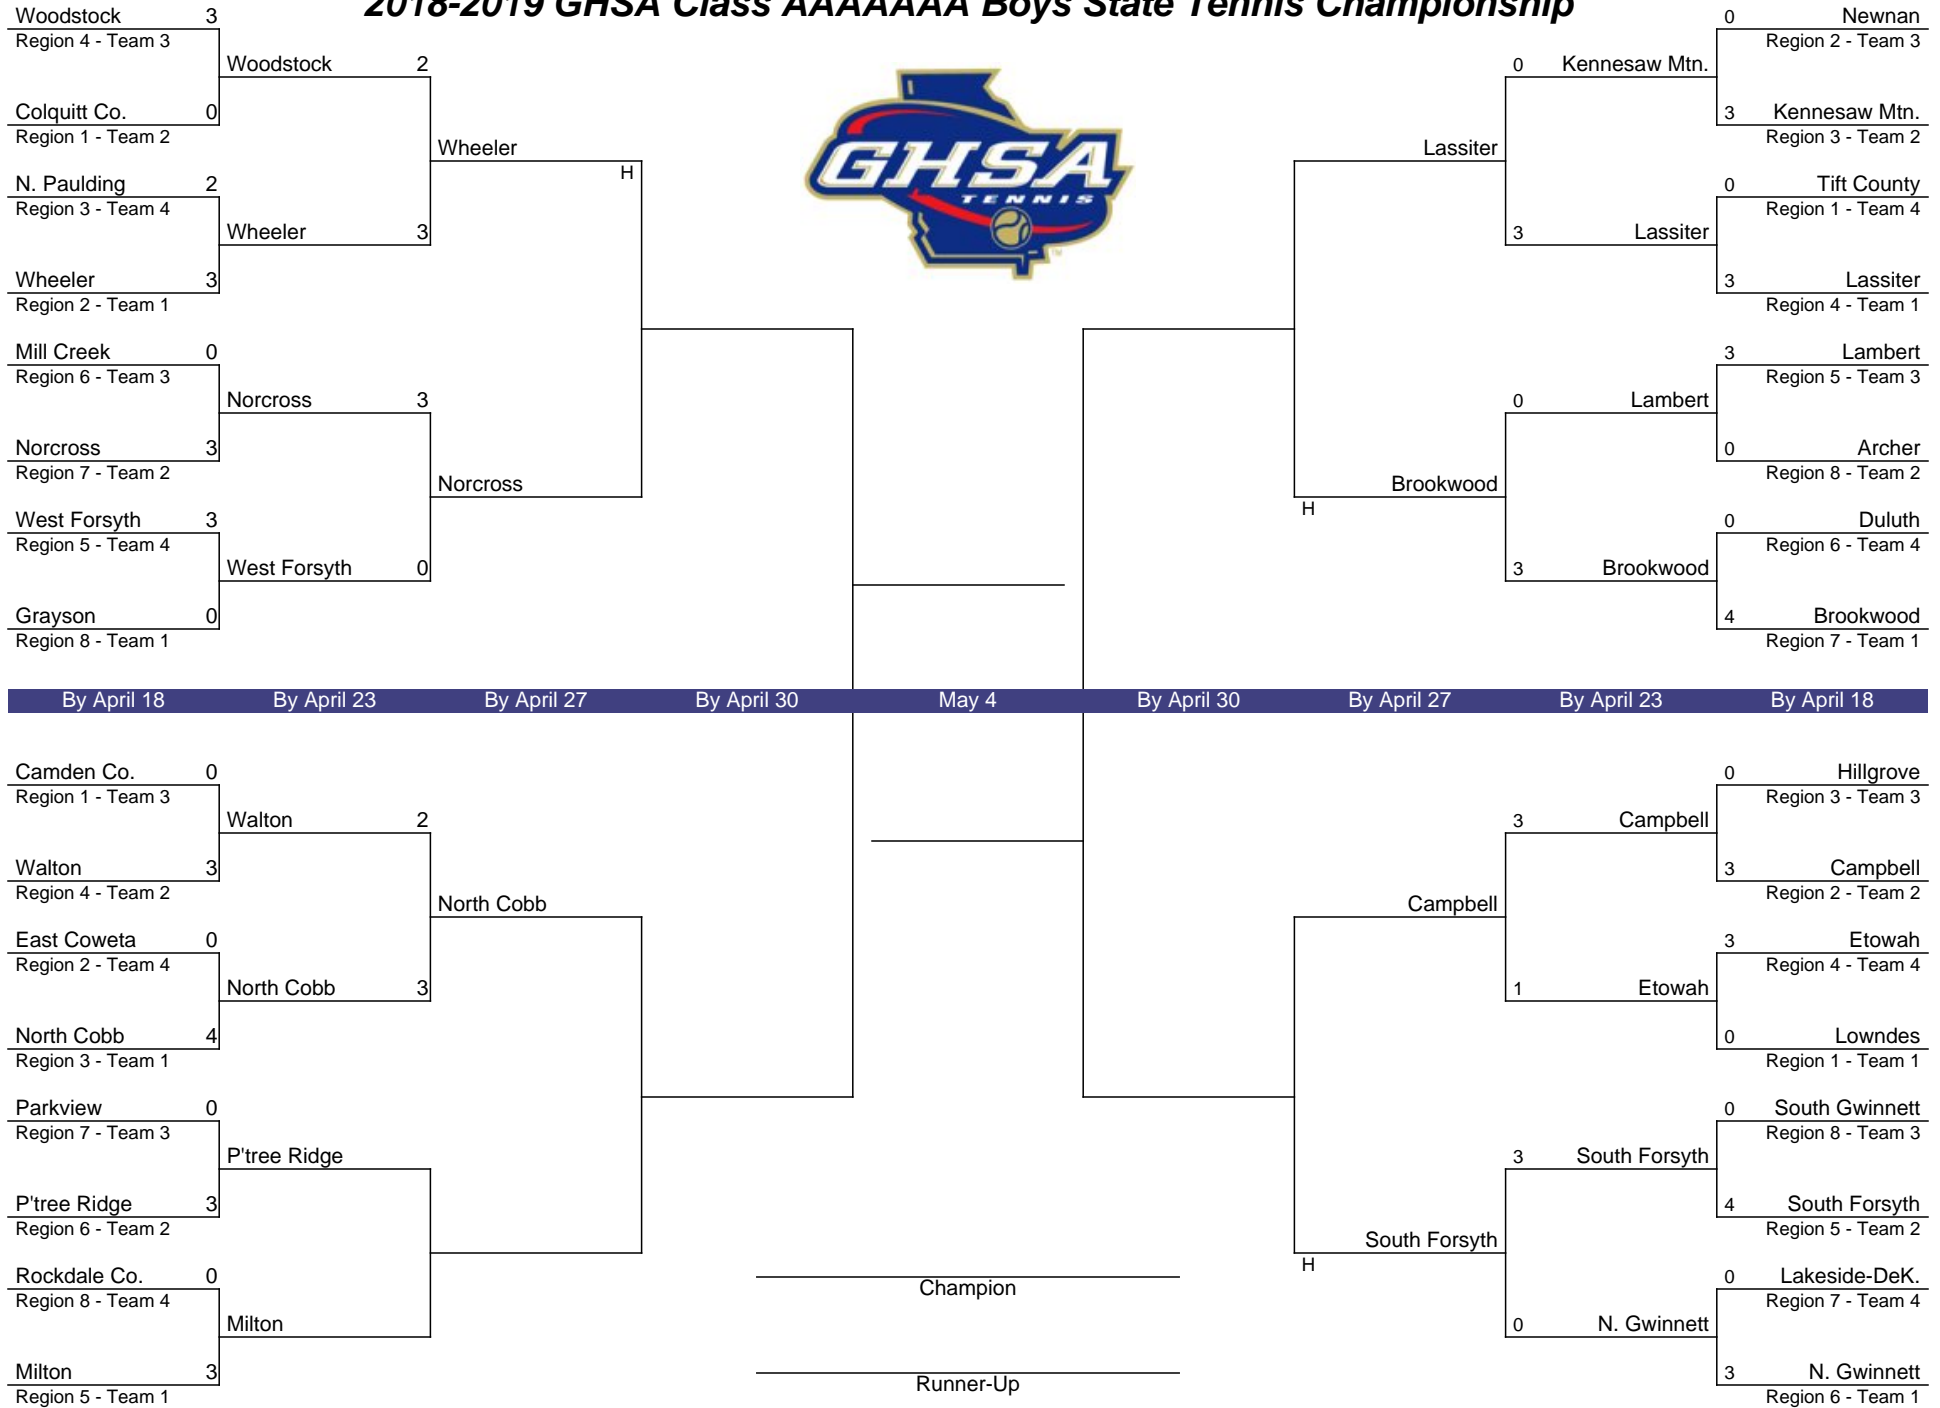 2018-2019 GHSA Class AAAAAAA Boys State Tennis Championship
GHSA
TENNIS
TM
Woodstock 3
Region 4 - Team 3
Woodstock 2
Colquitt Co. 0
Region 1 - Team 2
Wheeler
H
N. Paulding 2
Region 3 - Team 4
Wheeler 3
Wheeler 3
Region 2 - Team 1
Mill Creek 0
Region 6 - Team 3
Norcross 3
Norcross 3
Region 7 - Team 2
Norcross
West Forsyth 3
Region 5 - Team 4
West Forsyth 0
Grayson 0
Region 8 - Team 1
0 Newnan
Region 2 - Team 3
0 Kennesaw Mtn.
3 Kennesaw Mtn.
Region 3 - Team 2
Lassiter
0 Tift County
Region 1 - Team 4
3 Lassiter
3 Lassiter
Region 4 - Team 1
3 Lambert
Region 5 - Team 3
0 Lambert
0 Archer
Region 8 - Team 2
Brookwood
H
0 Duluth
Region 6 - Team 4
3 Brookwood
4 Brookwood
Region 7 - Team 1
By April 18 By April 23 By April 27 By April 30 May 4 By April 30 By April 27 By April 23 By April 18
Camden Co. 0
Region 1 - Team 3
Walton 2
Walton 3
Region 4 - Team 2
North Cobb
East Coweta 0
Region 2 - Team 4
North Cobb 3
North Cobb 4
Region 3 - Team 1
Parkview 0
Region 7 - Team 3
P'tree Ridge
P'tree Ridge 3
Region 6 - Team 2
Rockdale Co. 0
Region 8 - Team 4
Milton
Milton 3
Region 5 - Team 1
Champion
Runner-Up
0 Hillgrove
Region 3 - Team 3
3 Campbell
3 Campbell
Region 2 - Team 2
Campbell
3 Etowah
Region 4 - Team 4
1 Etowah
0 Lowndes
Region 1 - Team 1
0 South Gwinnett
Region 8 - Team 3
3 South Forsyth
4 South Forsyth
Region 5 - Team 2
South Forsyth
H
0 Lakeside-DeK.
Region 7 - Team 4
0 N. Gwinnett
3 N. Gwinnett
Region 6 - Team 1